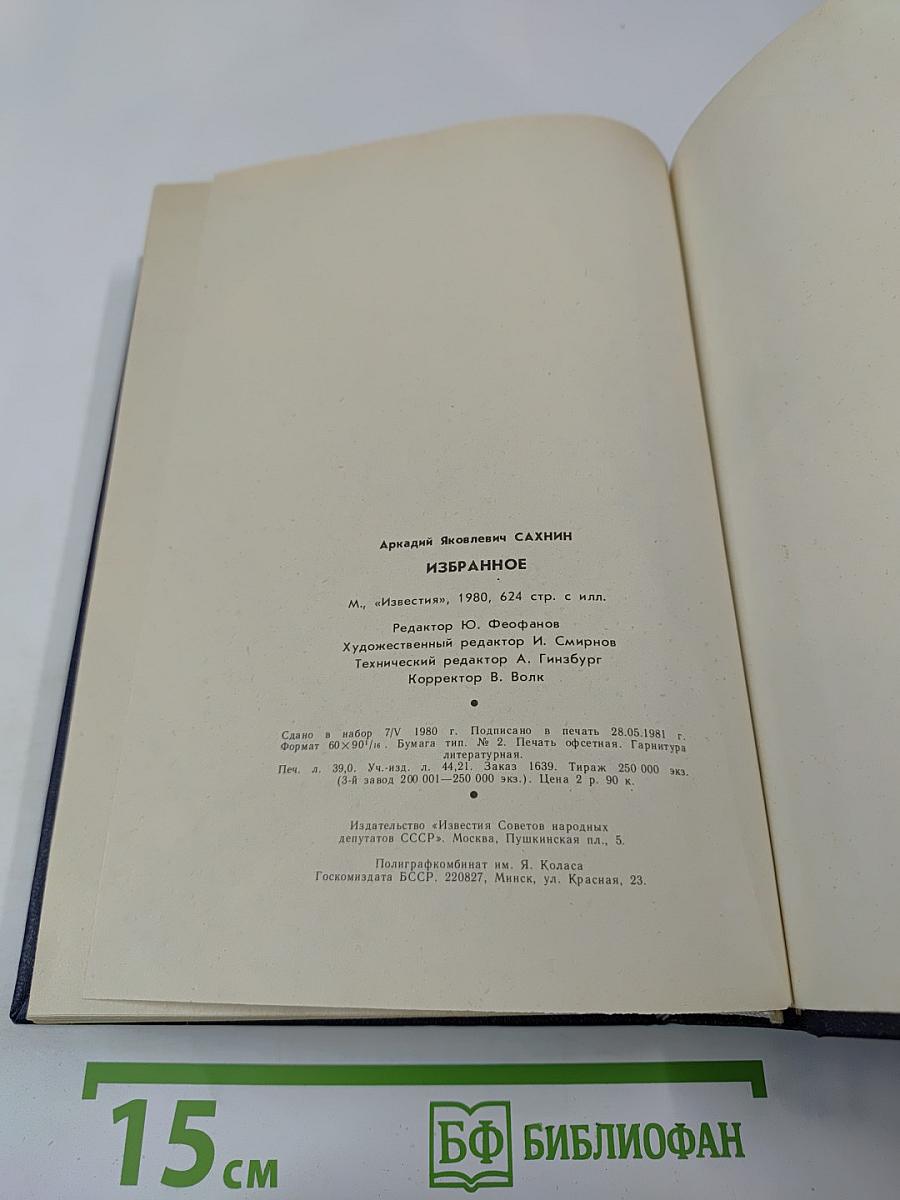 Аркадий Яковлевич САХНИН
ИЗБРАННОЕ
М., «Известия», 1980, 624 стр. с илл.
Редактор Ю. Феофанов
Художественный редактор И. Смирнов
Технический редактор А. Гинзбург
Корректор В. Волк
Сдано в набор 7/V 1980 г. Подписано в печать 28.05.1981 г.
Формат 60×90¹/₁₆. Бумага тип. № 2. Печать офсетная. Гарнитура
литературная.
Печ. л. 39,0. Уч.-изд. л. 44,21. Заказ 1639. Тираж 250 000 экз.
(3-й завод 200 001—250 000 экз.). Цена 2 р. 90 к.
Издательство «Известия Советов народных
депутатов СССР». Москва, Пушкинская пл., 5.
Полиграфкомбинат им. Я. Коласа
Госкомиздата БССР. 220827, Минск, ул. Красная, 23.
15 см
БФ БИБЛИОФАН